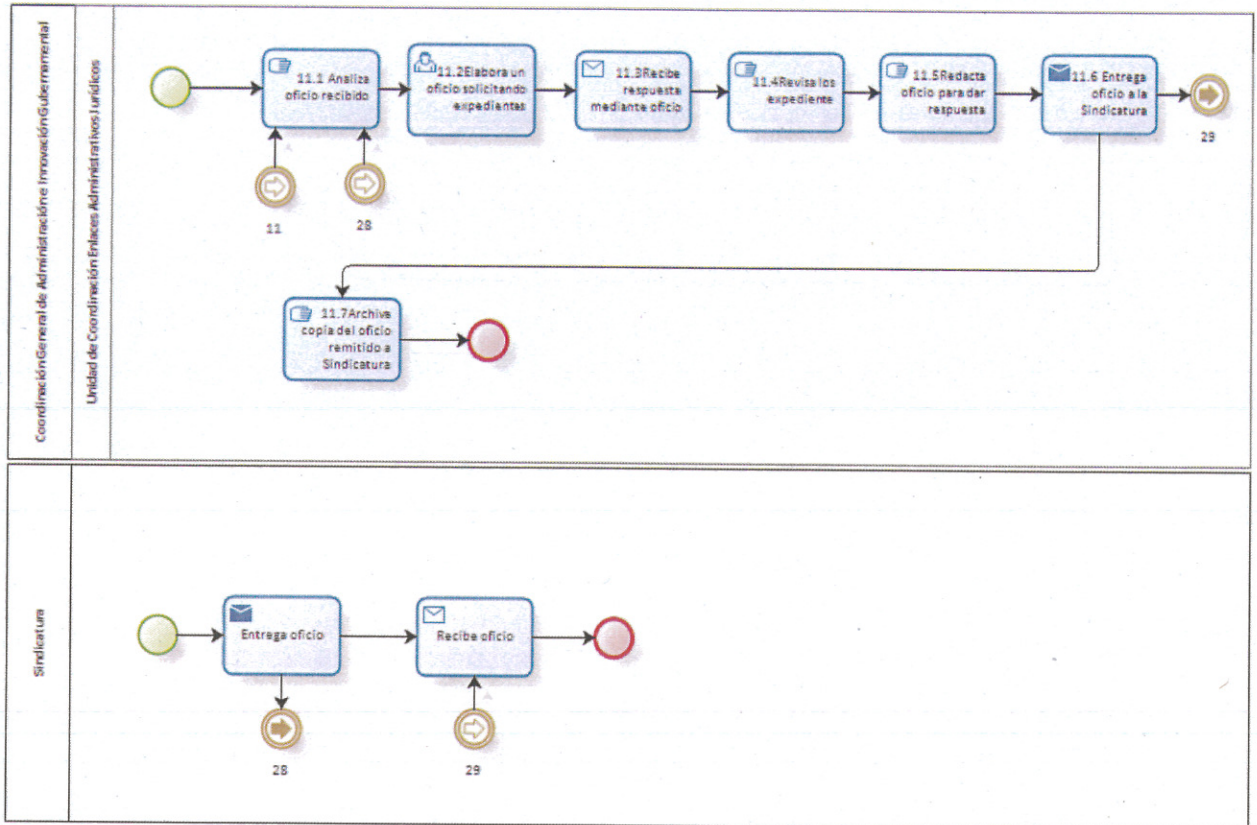 Coordinación General de Administración e Innovación Gubernamental
Unidad de Coordinación Enlaces Administrativos Jurídicos
11.1 Analiza
oficio recibido
11.2Elabora un
oficio solicitando
expedientes
11.3Recibe
respuesta
mediante oficio
11.4Revisa los
expediente
11.5Redacta
oficio para dar
respuesta
11.6 Entrega
oficio a la
Sindicatura
29
11
28
11.7Archiva
copia del oficio
remitido a
Sindicatura
Sindicatura
Entrega oficio
Recibe oficio
28
29